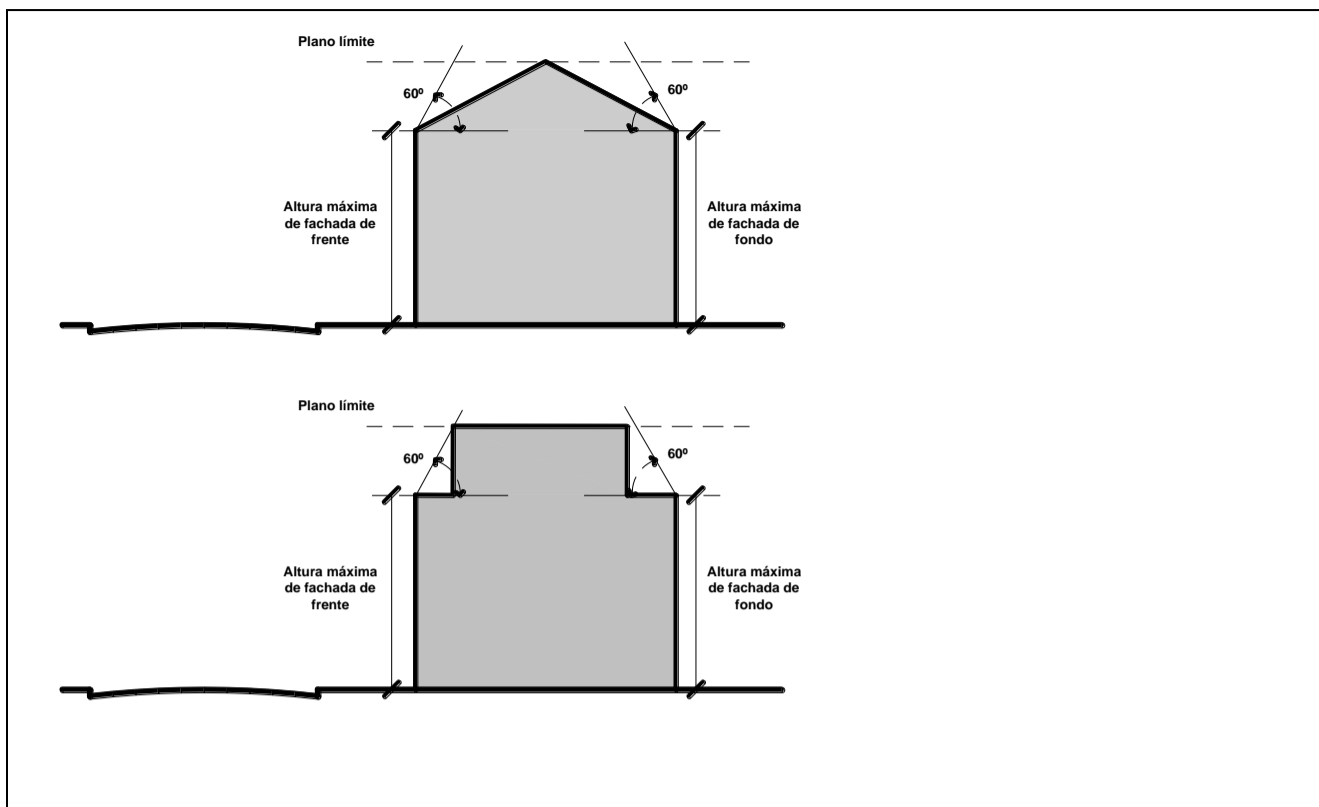 Plano límite
60º
60º
Altura máxima
de fachada de
frente
Altura máxima
de fachada de
fondo
Plano límite
60º
60º
Altura máxima
de fachada de
frente
Altura máxima
de fachada de
fondo